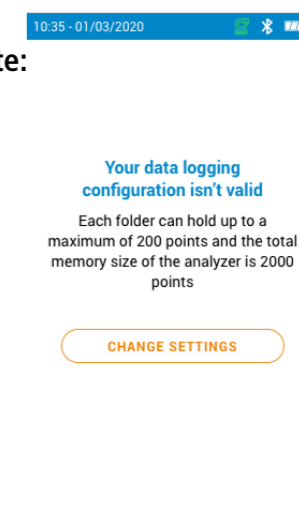 10:35 - 01/03/2020
te:
Your data logging
configuration isn't valid
Each folder can hold up to a
maximum of 200 points and the total
memory size of the analyzer is 2000
points
CHANGE SETTINGS